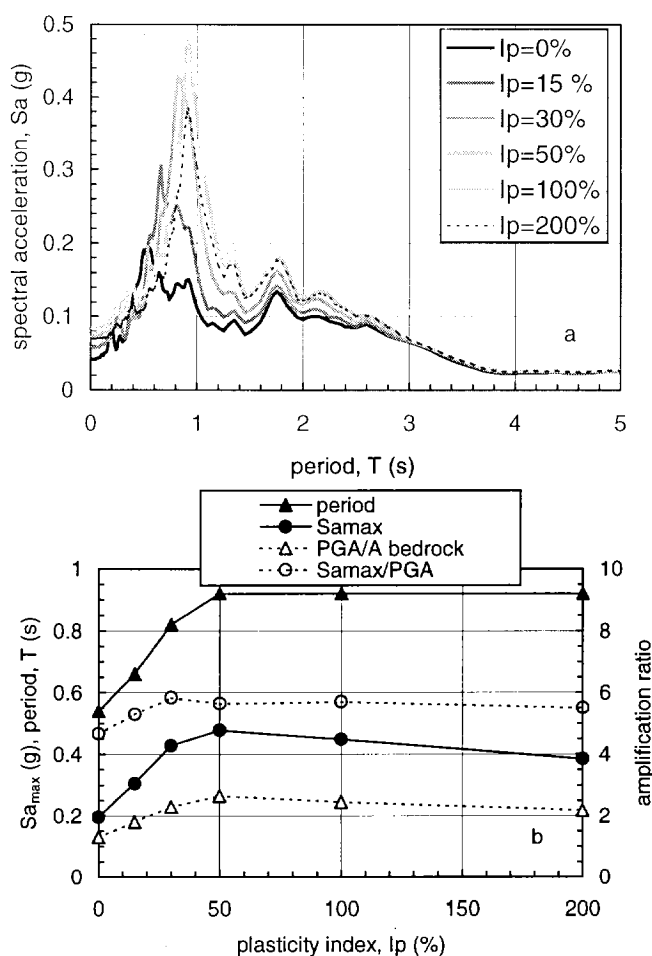 0.5
0.4
0.3
0.2
0.1
0
spectral acceleration, Sa (g)
Ip=0%
Ip=15 %
Ip=30%
Ip=50%
Ip=100%
Ip=200%
a
0 1 2 3 4 5
period, T (s)
period
Samax
PGA/A bedrock
Samax/PGA
1
0.8
0.6
0.4
0.2
0
Samax (g), period, T (s)
10
8
6
4
2
0
amplification ratio
b
0 50 100 150 200
plasticity index, Ip (%)